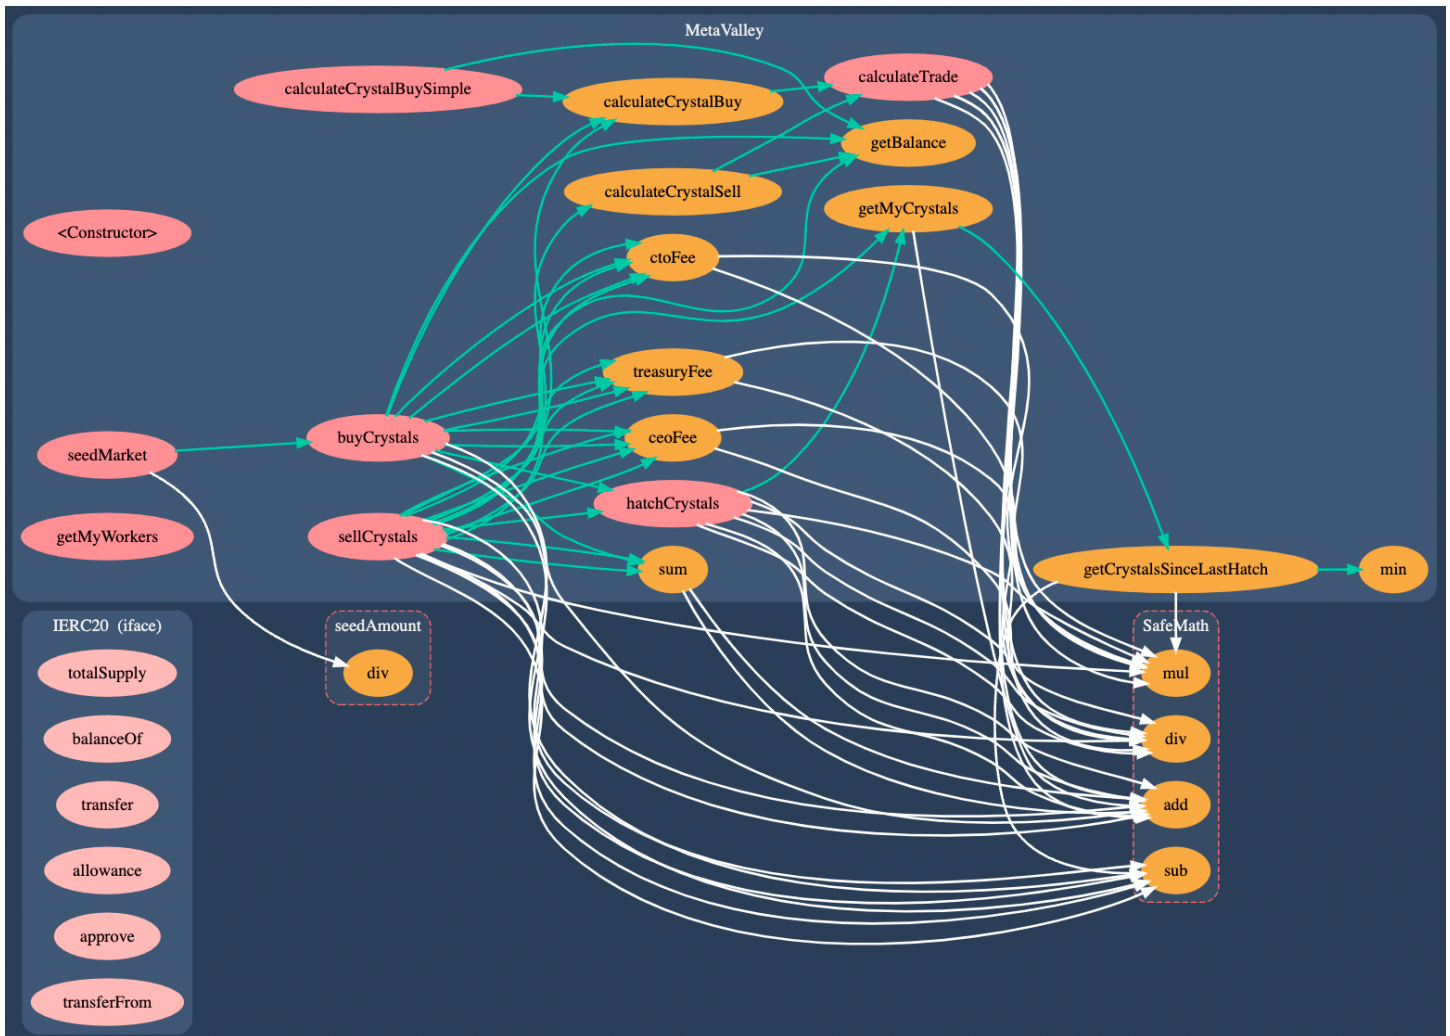 MetaValley
calculateCrystalBuySimple
calculateCrystalBuy
calculateTrade
getBalance
calculateCrystalSell
getMyCrystals
<Constructor>
ctoFee
treasuryFee
seedMarket
buyCrystals
ceoFee
hatchCrystals
getMyWorkers
sellCrystals
sum
getCrystalsSinceLastHatch
min
IERC20 (iface)
totalSupply
balanceOf
transfer
allowance
approve
transferFrom
seedAmount
div
SafeMath
mul
div
add
sub